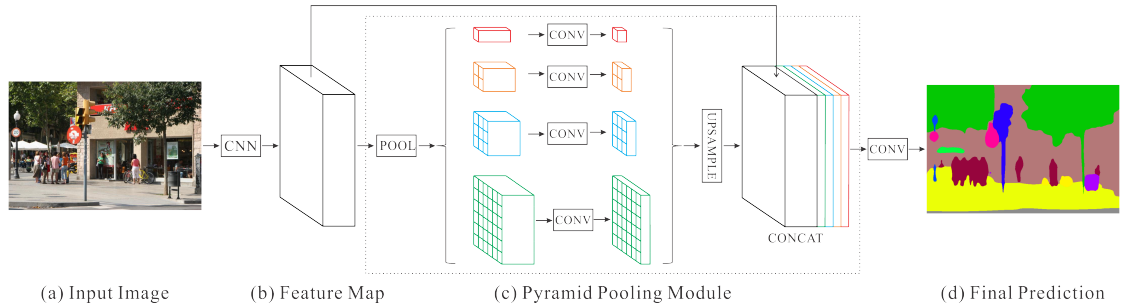 CNN
POOL
CONV
CONV
CONV
CONV
UPSAMPLE
CONCAT
CONV
(a) Input Image
(b) Feature Map
(c) Pyramid Pooling Module
(d) Final Prediction